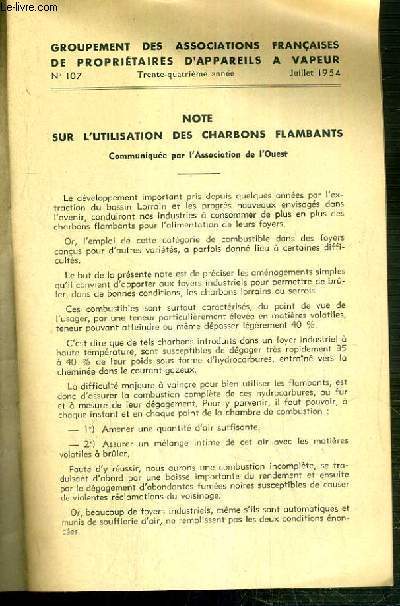 www.le-livre.com
GROUPEMENT DES ASSOCIATIONS FRANÇAISES
DE PROPRIÉTAIRES D'APPAREILS A VAPEUR
N° 107 Trente-quatrième année Juillet 1954
NOTE
SUR L'UTILISATION DES CHARBONS FLAMBANTS
Communiquée par l'Association de l'Ouest
Le développement important pris depuis quelques années par l'ex-
traction du bassin Lorrain et les progrès nouveaux envisagés dans
l'avenir, conduiront nos industries à consommer de plus en plus des
charbons flambants pour l'alimentation de leurs foyers.
Or, l'emploi de cette catégorie de combustible dans des foyers
conçus pour d'autres variétés, a parfois donné lieu à certaines diffi-
cultés.
Le but de la présente note est de préciser les aménagements simples
qu'il convient d'apporter aux foyers industriels pour permettre de brû-
ler, dans de bonnes conditions, les charbons lorrains ou sarrois.
Ces combustibles sont surtout caractérisés, du point de vue de
l'usager, par une teneur particulièrement élevée en matières volatiles,
teneur pouvant atteindre ou même dépasser légèrement 40 %.
C'est dire que de tels charbons introduits dans un foyer industriel à
haute température, sont susceptibles de dégager très rapidement 35
à 40 % de leur poids sous forme d'hydrocarbures, entraîné vers la
cheminée dans le courant gazeux.
La difficulté majeure à vaincre pour bien utiliser les flambants, est
donc d'assurer la combustion complète de ces hydrocarbures, au fur
et à mesure de leur dégagement. Pour y parvenir, il faut pouvoir, à
chaque instant et en chaque point de la chambre de combustion :
— 1°) Amener une quantité d'air suffisante,
— 2°) Assurer un mélange intime de cet air avec les matières
volatiles à brûler,
Faute d'y réussir, nous aurons une combustion incomplète, se tra-
duisant d'abord par une baisse importante du rendement et ensuite
par le dégagement d'abondantes fumées noires susceptibles de causer
de violentes réclamations du voisinage.
Or, beaucoup de foyers industriels, même s'ils sont automatiques et
munis de soufflerie d'air, ne remplissent pas les deux conditions énon-
cées.